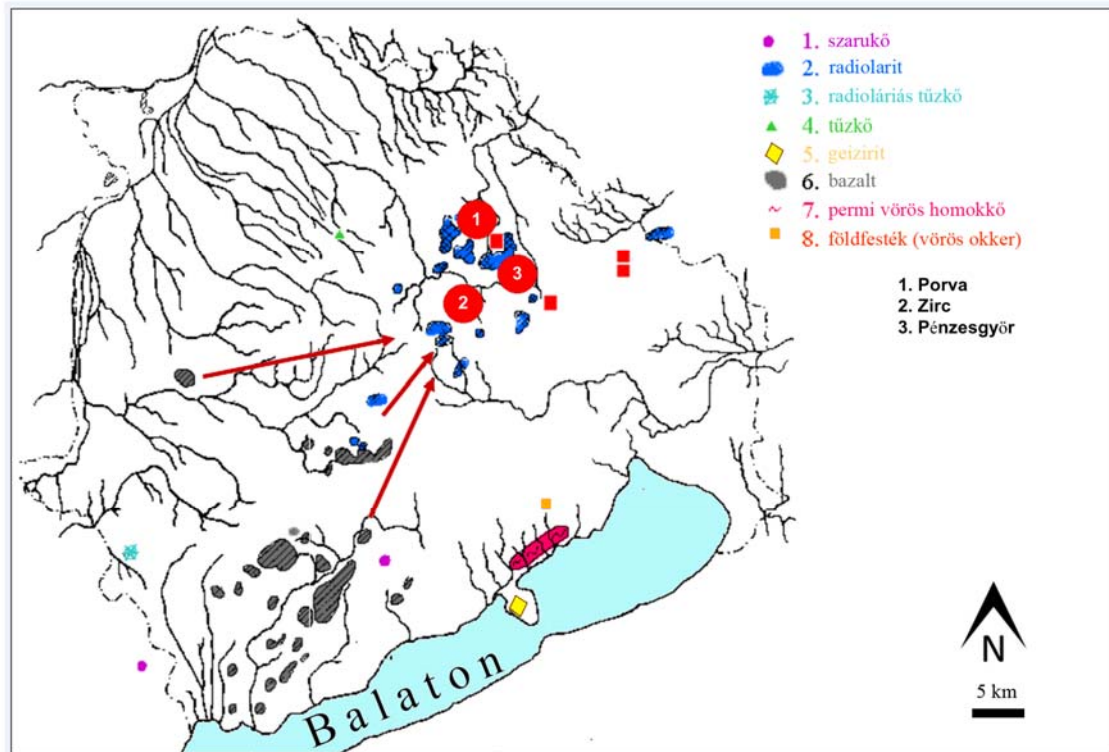 1. szarukő
2. radiolarit
3. radioláriás tűzkő
4. tűzkő
5. geizirit
6. bazalt
7. permi vörös homokkő
8. földfesték (vörös okker)
1. Porva
2. Zirc
3. Pénzesgyőr
1
3
2
Balaton
N
5 km